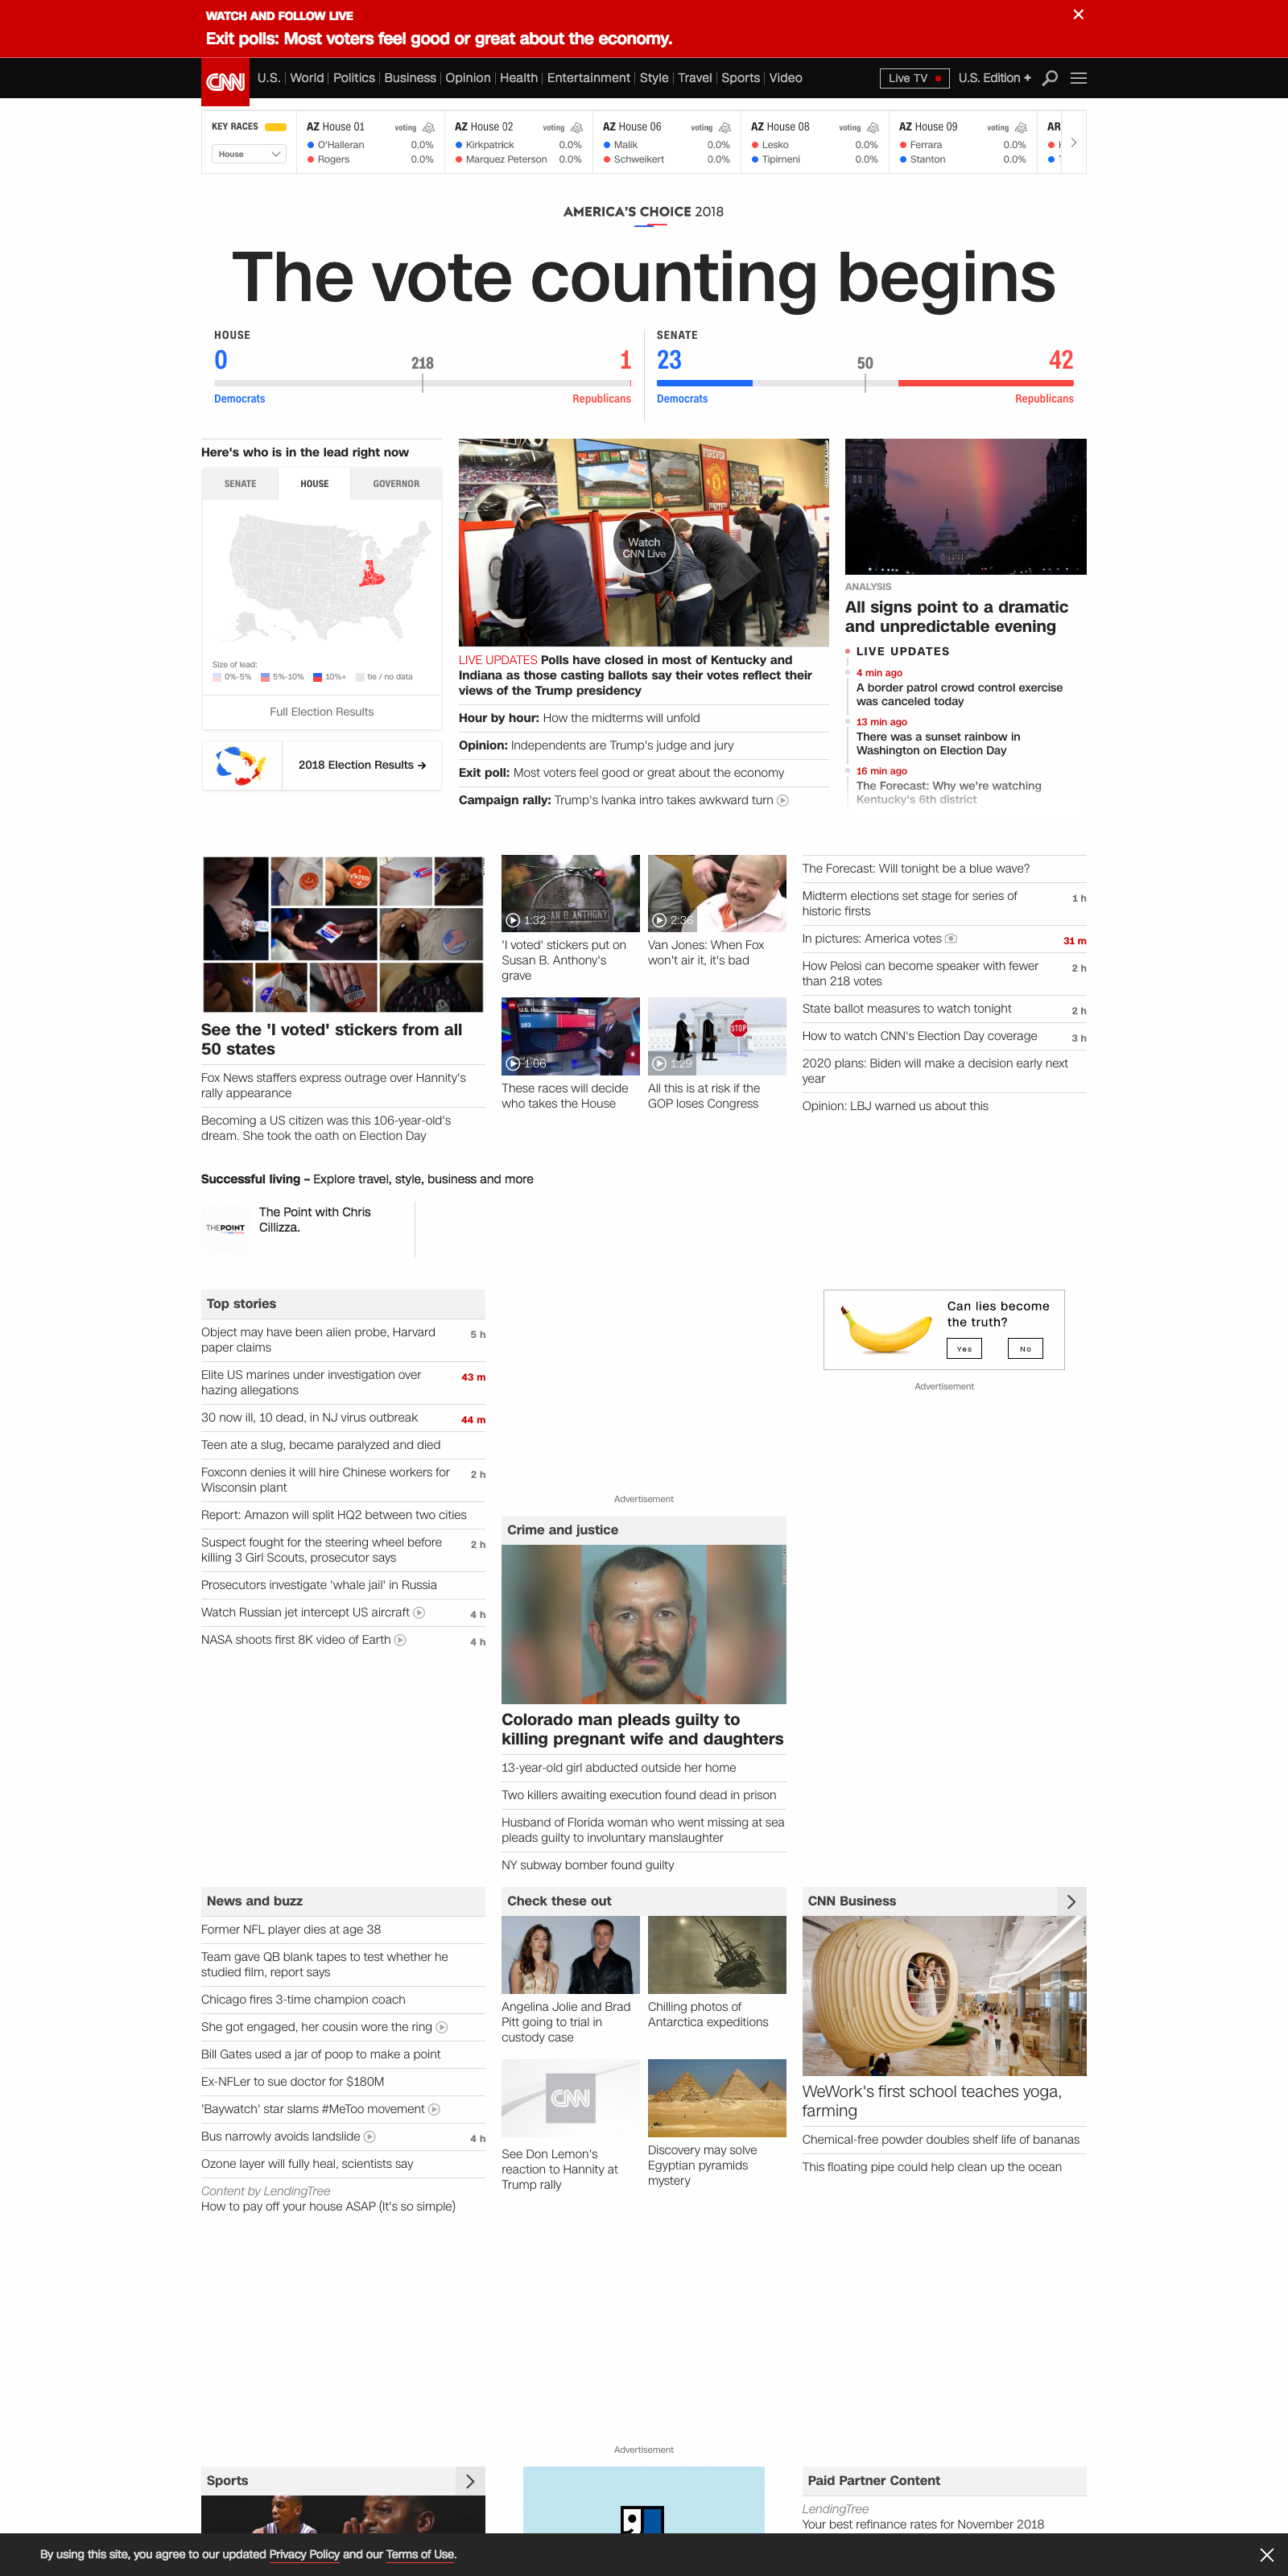 WATCH AND FOLLOW LIVE
Exit polls: Most voters feel good or great about the economy.
CNN
U.S. World Politics Business Opinion Health Entertainment Style Travel Sports Video
Live TV
U.S. Edition +
KEY RACES
House
AZ House 01 voting
O'Halleran 0.0%
Rogers 0.0%
AZ House 02 voting
Kirkpatrick 0.0%
Marquez Peterson 0.0%
AZ House 06 voting
Malik 0.0%
Schweikert 0.0%
AZ House 08 voting
Lesko 0.0%
Tipirneni 0.0%
AZ House 09 voting
Ferrara 0.0%
Stanton 0.0%
AR
AMERICA'S CHOICE 2018
The vote counting begins
HOUSE
0 218 1
Democrats Republicans
SENATE
23 50 42
Democrats Republicans
Here's who is in the lead right now
SENATE HOUSE GOVERNOR
Size of lead:
0%-5% 5%-10% 10%+ tie / no data
Full Election Results
2018 Election Results →
Watch
CNN Live
LIVE UPDATES Polls have closed in most of Kentucky and
Indiana as those casting ballots say their votes reflect their
views of the Trump presidency
Hour by hour: How the midterms will unfold
Opinion: Independents are Trump's judge and jury
Exit poll: Most voters feel good or great about the economy
Campaign rally: Trump's Ivanka intro takes awkward turn
ANALYSIS
All signs point to a dramatic
and unpredictable evening
LIVE UPDATES
4 min ago
A border patrol crowd control exercise
was canceled today
13 min ago
There was a sunset rainbow in
Washington on Election Day
16 min ago
The Forecast: Why we're watching
Kentucky's 6th district
See the 'I voted' stickers from all
50 states
Fox News staffers express outrage over Hannity's
rally appearance
Becoming a US citizen was this 106-year-old's
dream. She took the oath on Election Day
SUSAN B. ANTHONY
1:32
'I voted' stickers put on
Susan B. Anthony's
grave
2:36
Van Jones: When Fox
won't air it, it's bad
U.S. House
193
1:06
These races will decide
who takes the House
STOP
1:29
All this is at risk if the
GOP loses Congress
The Forecast: Will tonight be a blue wave?
Midterm elections set stage for series of
historic firsts
1 h
In pictures: America votes 31 m
How Pelosi can become speaker with fewer
than 218 votes
2 h
State ballot measures to watch tonight 2 h
How to watch CNN's Election Day coverage 3 h
2020 plans: Biden will make a decision early next
year
Opinion: LBJ warned us about this
Successful living – Explore travel, style, business and more
THE POINT
The Point with Chris
Cillizza.
Top stories
Object may have been alien probe, Harvard
paper claims
5 h
Elite US marines under investigation over
hazing allegations
43 m
30 now ill, 10 dead, in NJ virus outbreak 44 m
Teen ate a slug, became paralyzed and died
Foxconn denies it will hire Chinese workers for
Wisconsin plant
2 h
Report: Amazon will split HQ2 between two cities
Suspect fought for the steering wheel before
killing 3 Girl Scouts, prosecutor says
2 h
Prosecutors investigate 'whale jail' in Russia
Watch Russian jet intercept US aircraft 4 h
NASA shoots first 8K video of Earth 4 h
Advertisement
Crime and justice
Colorado man pleads guilty to
killing pregnant wife and daughters
13-year-old girl abducted outside her home
Two killers awaiting execution found dead in prison
Husband of Florida woman who went missing at sea
pleads guilty to involuntary manslaughter
NY subway bomber found guilty
Can lies become
the truth?
Yes No
Advertisement
News and buzz
Former NFL player dies at age 38
Team gave QB blank tapes to test whether he
studied film, report says
Chicago fires 3-time champion coach
She got engaged, her cousin wore the ring
Bill Gates used a jar of poop to make a point
Ex-NFLer to sue doctor for $180M
'Baywatch' star slams #MeToo movement
Bus narrowly avoids landslide 4 h
Ozone layer will fully heal, scientists say
Content by LendingTree
How to pay off your house ASAP (It's so simple)
Check these out
Angelina Jolie and Brad
Pitt going to trial in
custody case
Chilling photos of
Antarctica expeditions
CNN
See Don Lemon's
reaction to Hannity at
Trump rally
Discovery may solve
Egyptian pyramids
mystery
CNN Business
WeWork's first school teaches yoga,
farming
Chemical-free powder doubles shelf life of bananas
This floating pipe could help clean up the ocean
Advertisement
Sports
Paid Partner Content
LendingTree
Your best refinance rates for November 2018
By using this site, you agree to our updated Privacy Policy and our Terms of Use.